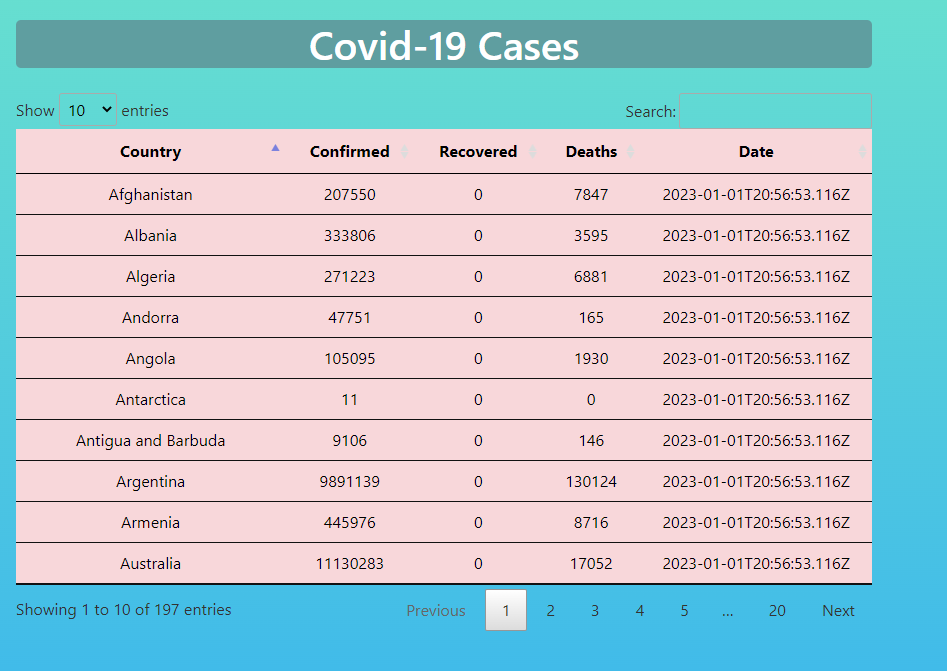 Covid-19 Cases
Show 10 entries Search:
Country Confirmed Recovered Deaths Date
Afghanistan 207550 0 7847 2023-01-01T20:56:53.116Z
Albania 333806 0 3595 2023-01-01T20:56:53.116Z
Algeria 271223 0 6881 2023-01-01T20:56:53.116Z
Andorra 47751 0 165 2023-01-01T20:56:53.116Z
Angola 105095 0 1930 2023-01-01T20:56:53.116Z
Antarctica 11 0 0 2023-01-01T20:56:53.116Z
Antigua and Barbuda 9106 0 146 2023-01-01T20:56:53.116Z
Argentina 9891139 0 130124 2023-01-01T20:56:53.116Z
Armenia 445976 0 8716 2023-01-01T20:56:53.116Z
Australia 11130283 0 17052 2023-01-01T20:56:53.116Z
Showing 1 to 10 of 197 entries Previous 1 2 3 4 5 ... 20 Next